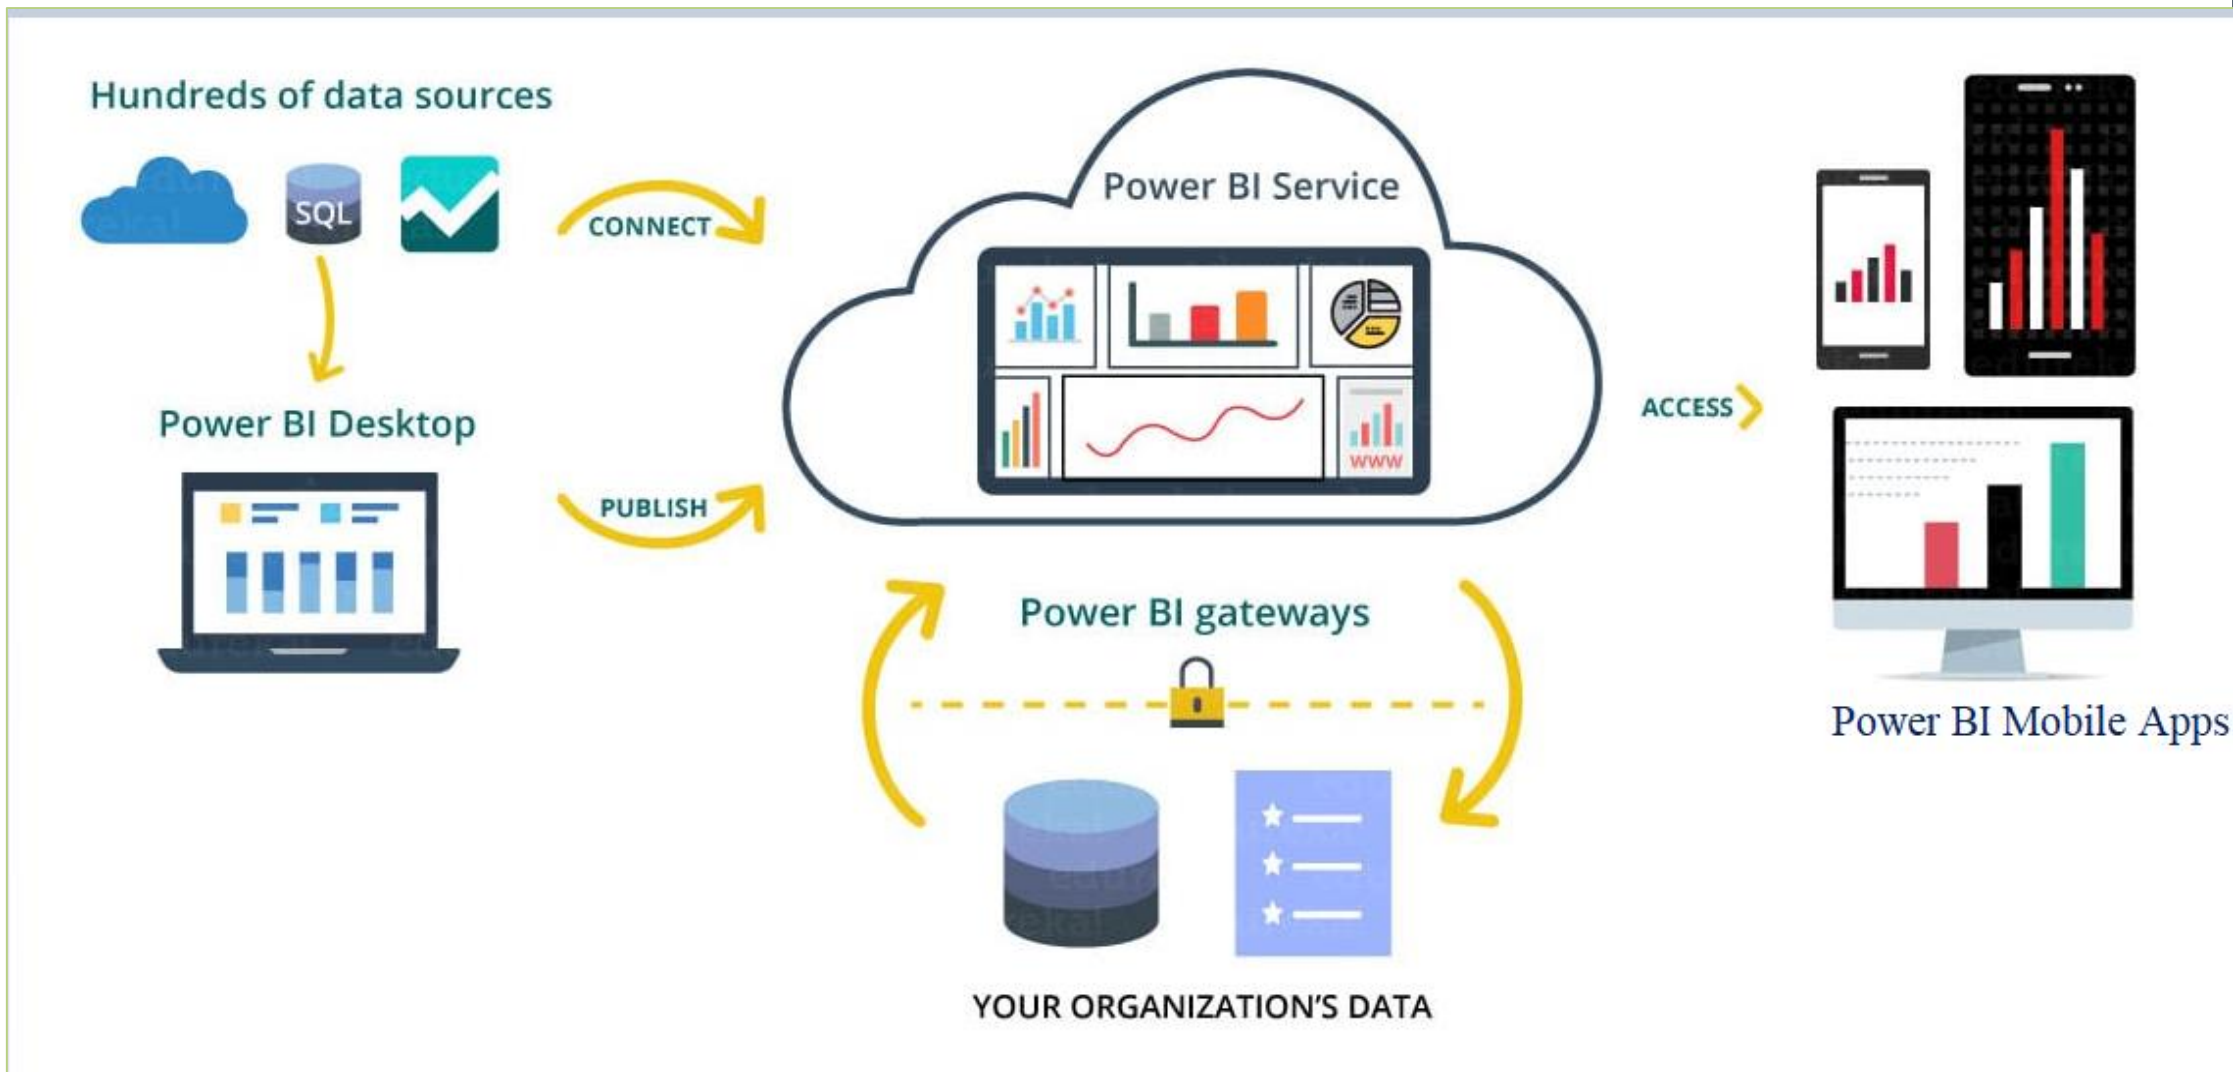 Hundreds of data sources
SQL
CONNECT
Power BI Desktop
PUBLISH
Power BI Service
WWW
ACCESS
Power BI gateways
YOUR ORGANIZATION'S DATA
Power BI Mobile Apps